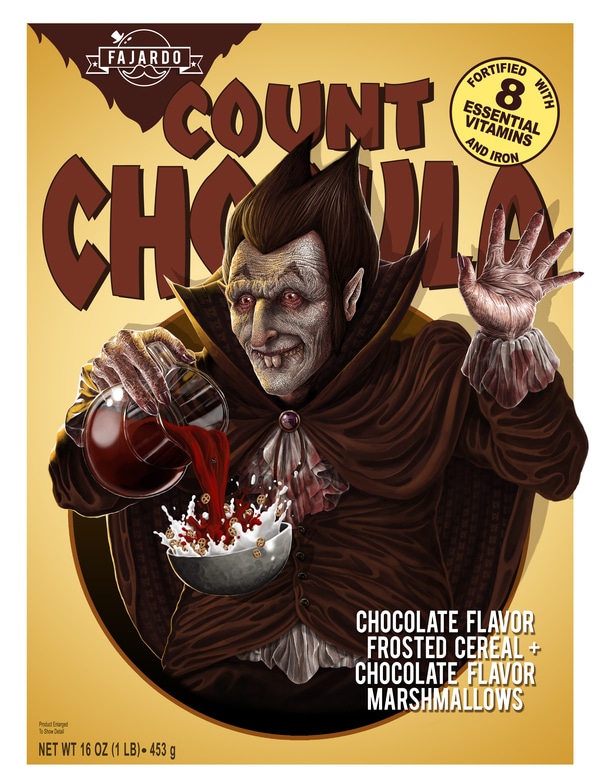 FAJARDO
COUNT
CHOCULA
FORTIFIED WITH
8
ESSENTIAL
VITAMINS
AND IRON
CHOCOLATE FLAVOR
FROSTED CEREAL +
CHOCOLATE FLAVOR
MARSHMALLOWS
Product Enlarged
To Show Detail
NET WT 16 OZ (1 LB)• 453 g